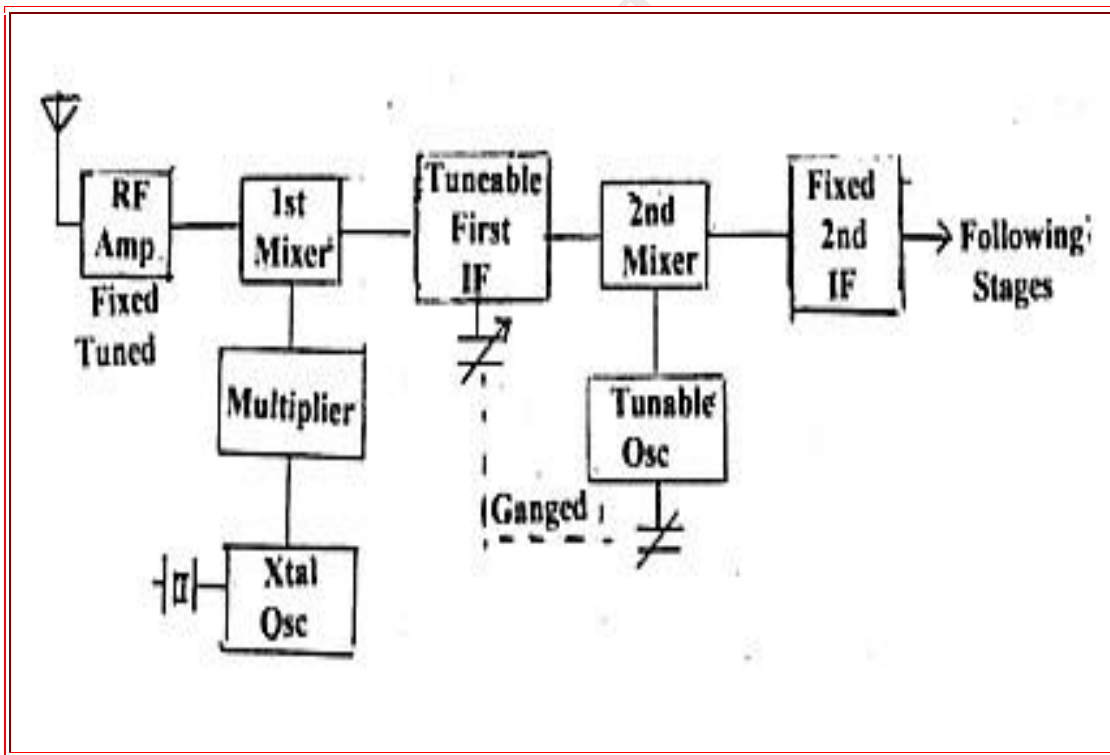 RF
Amp.
Fixed
Tuned
1st
Mixer
Multiplier
Xtal
Osc
Tuneable
First
IF
2nd
Mixer
Tunable
Osc
Ganged
Fixed
2nd
IF
Following
Stages